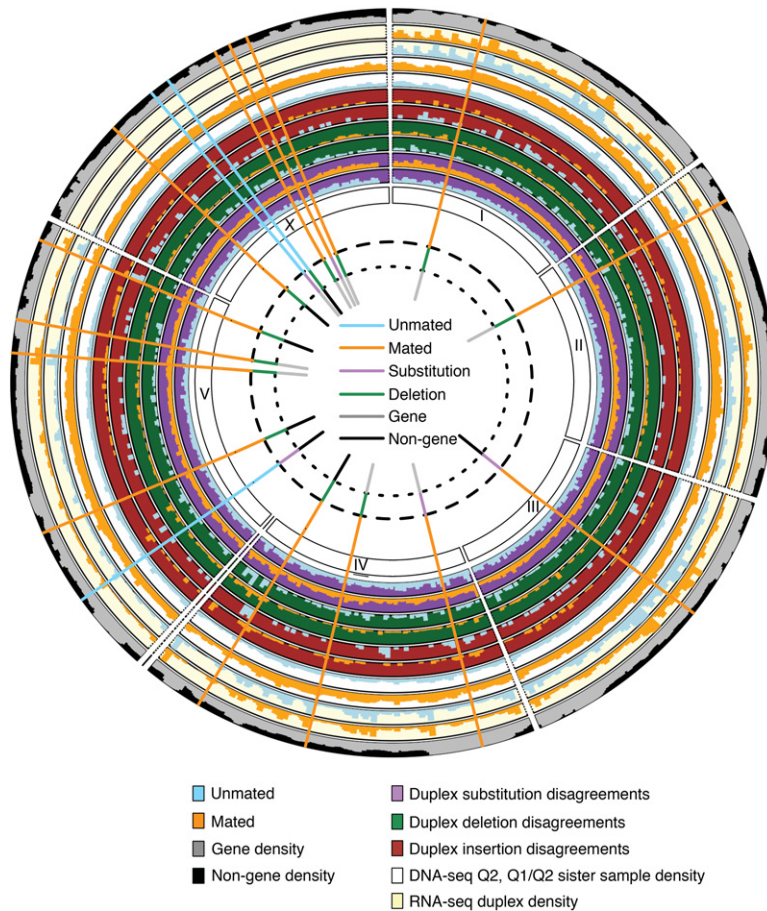 I
X
II
Unmated
Mated
Substitution
V
Deletion
Gene
Non-gene
III
IV
Unmated
Mated
Gene density
Non-gene density
Duplex substitution disagreements
Duplex deletion disagreements
Duplex insertion disagreements
DNA-seq Q2, Q1/Q2 sister sample density
RNA-seq duplex density